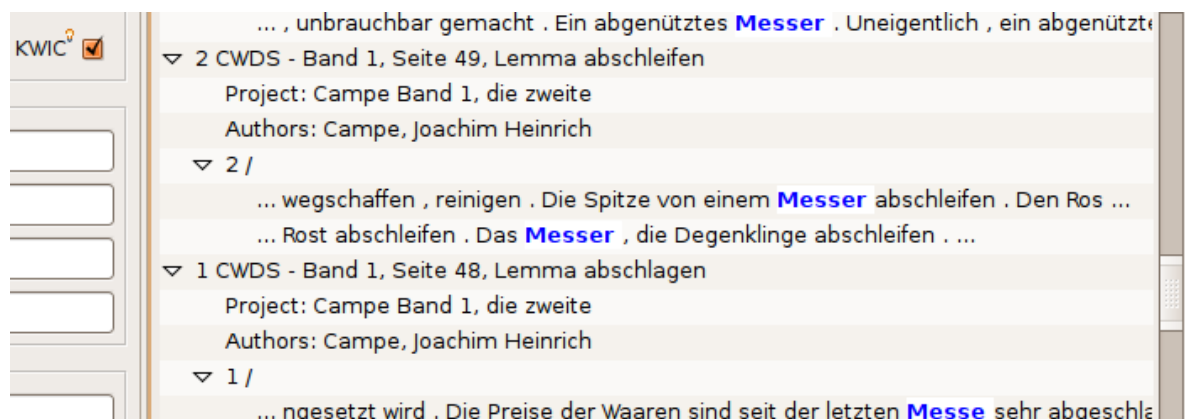 ... , unbrauchbar gemacht . Ein abgenütztes Messer . Uneigentlich , ein abgenützte
KWIC
2 CWDS - Band 1, Seite 49, Lemma abschleifen
Project: Campe Band 1, die zweite
Authors: Campe, Joachim Heinrich
2 /
... wegschaffen , reinigen . Die Spitze von einem Messer abschleifen . Den Ros ...
... Rost abschleifen . Das Messer , die Degenklinge abschleifen . ...
1 CWDS - Band 1, Seite 48, Lemma abschlagen
Project: Campe Band 1, die zweite
Authors: Campe, Joachim Heinrich
1 /
... ngesetzt wird . Die Preise der Waaren sind seit der letzten Messe sehr abgeschla